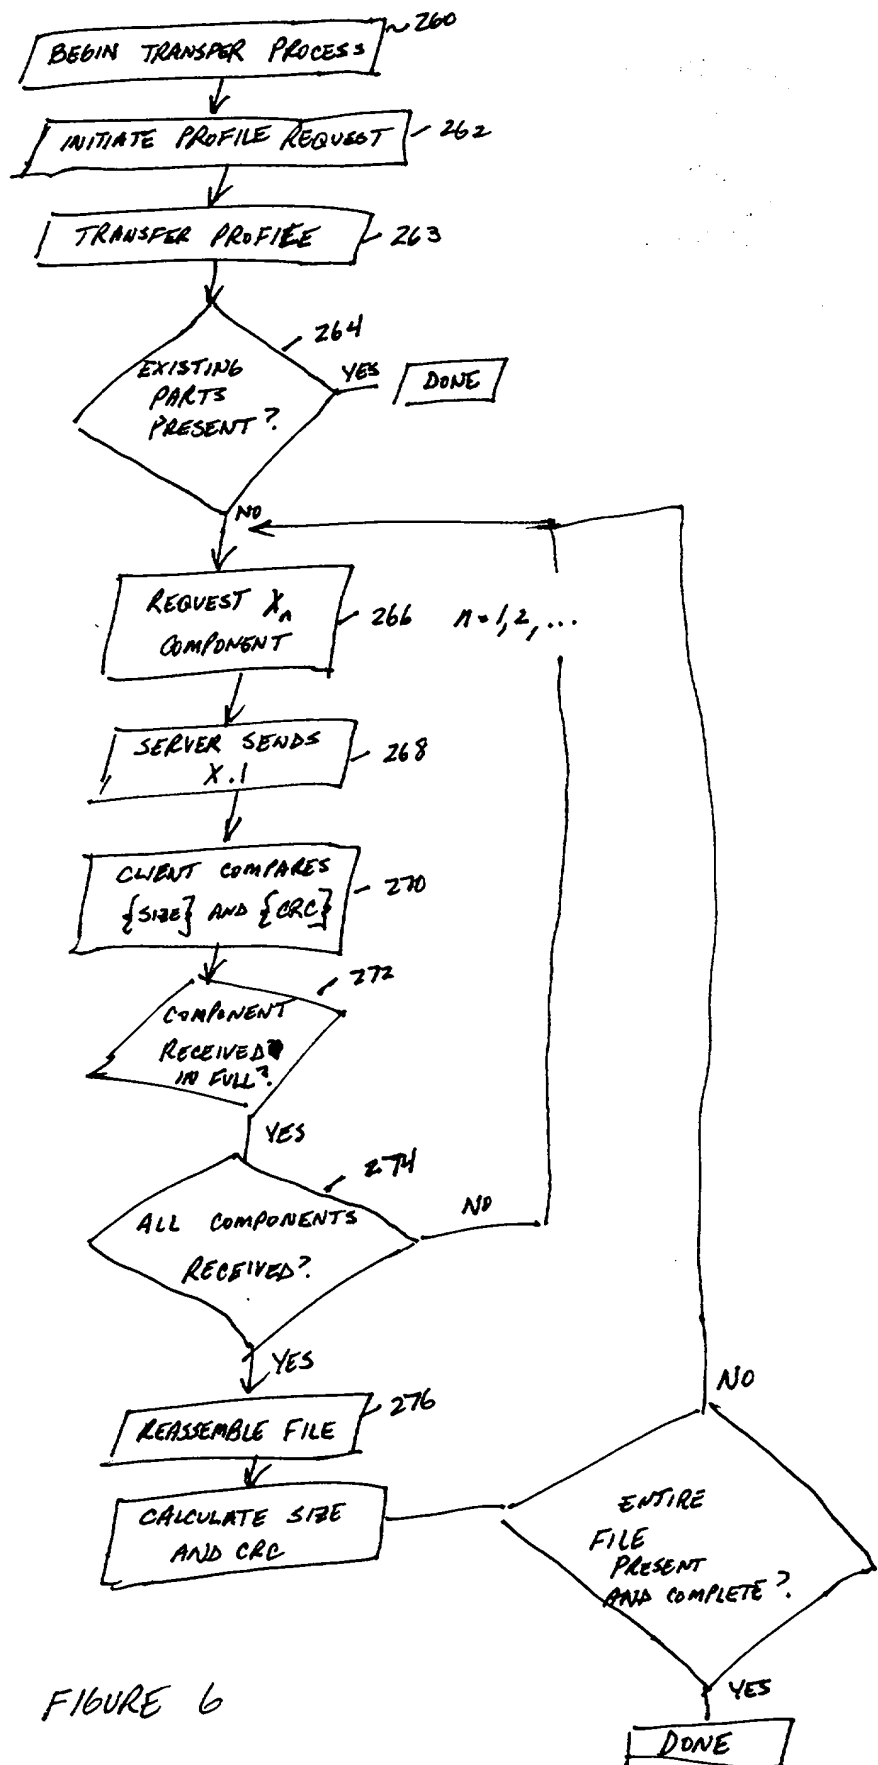 BEGIN TRANSFER PROCESS
260
INITIATE PROFILE REQUEST
262
TRANSFER PROFILE
263
264
EXISTING
PARTS
PRESENT?
YES
DONE
NO
REQUEST Xn
COMPONENT
266
n=1,2,...
SERVER SENDS
X.1
268
CLIENT COMPARES
{SIZE} AND {CRC}
270
272
COMPONENT
RECEIVED
IN FULL?
YES
274
ALL COMPONENTS
RECEIVED?
NO
YES
REASSEMBLE FILE
276
CALCULATE SIZE
AND CRC
NO
ENTIRE
FILE
PRESENT
AND COMPLETE?
YES
DONE
FIGURE 6